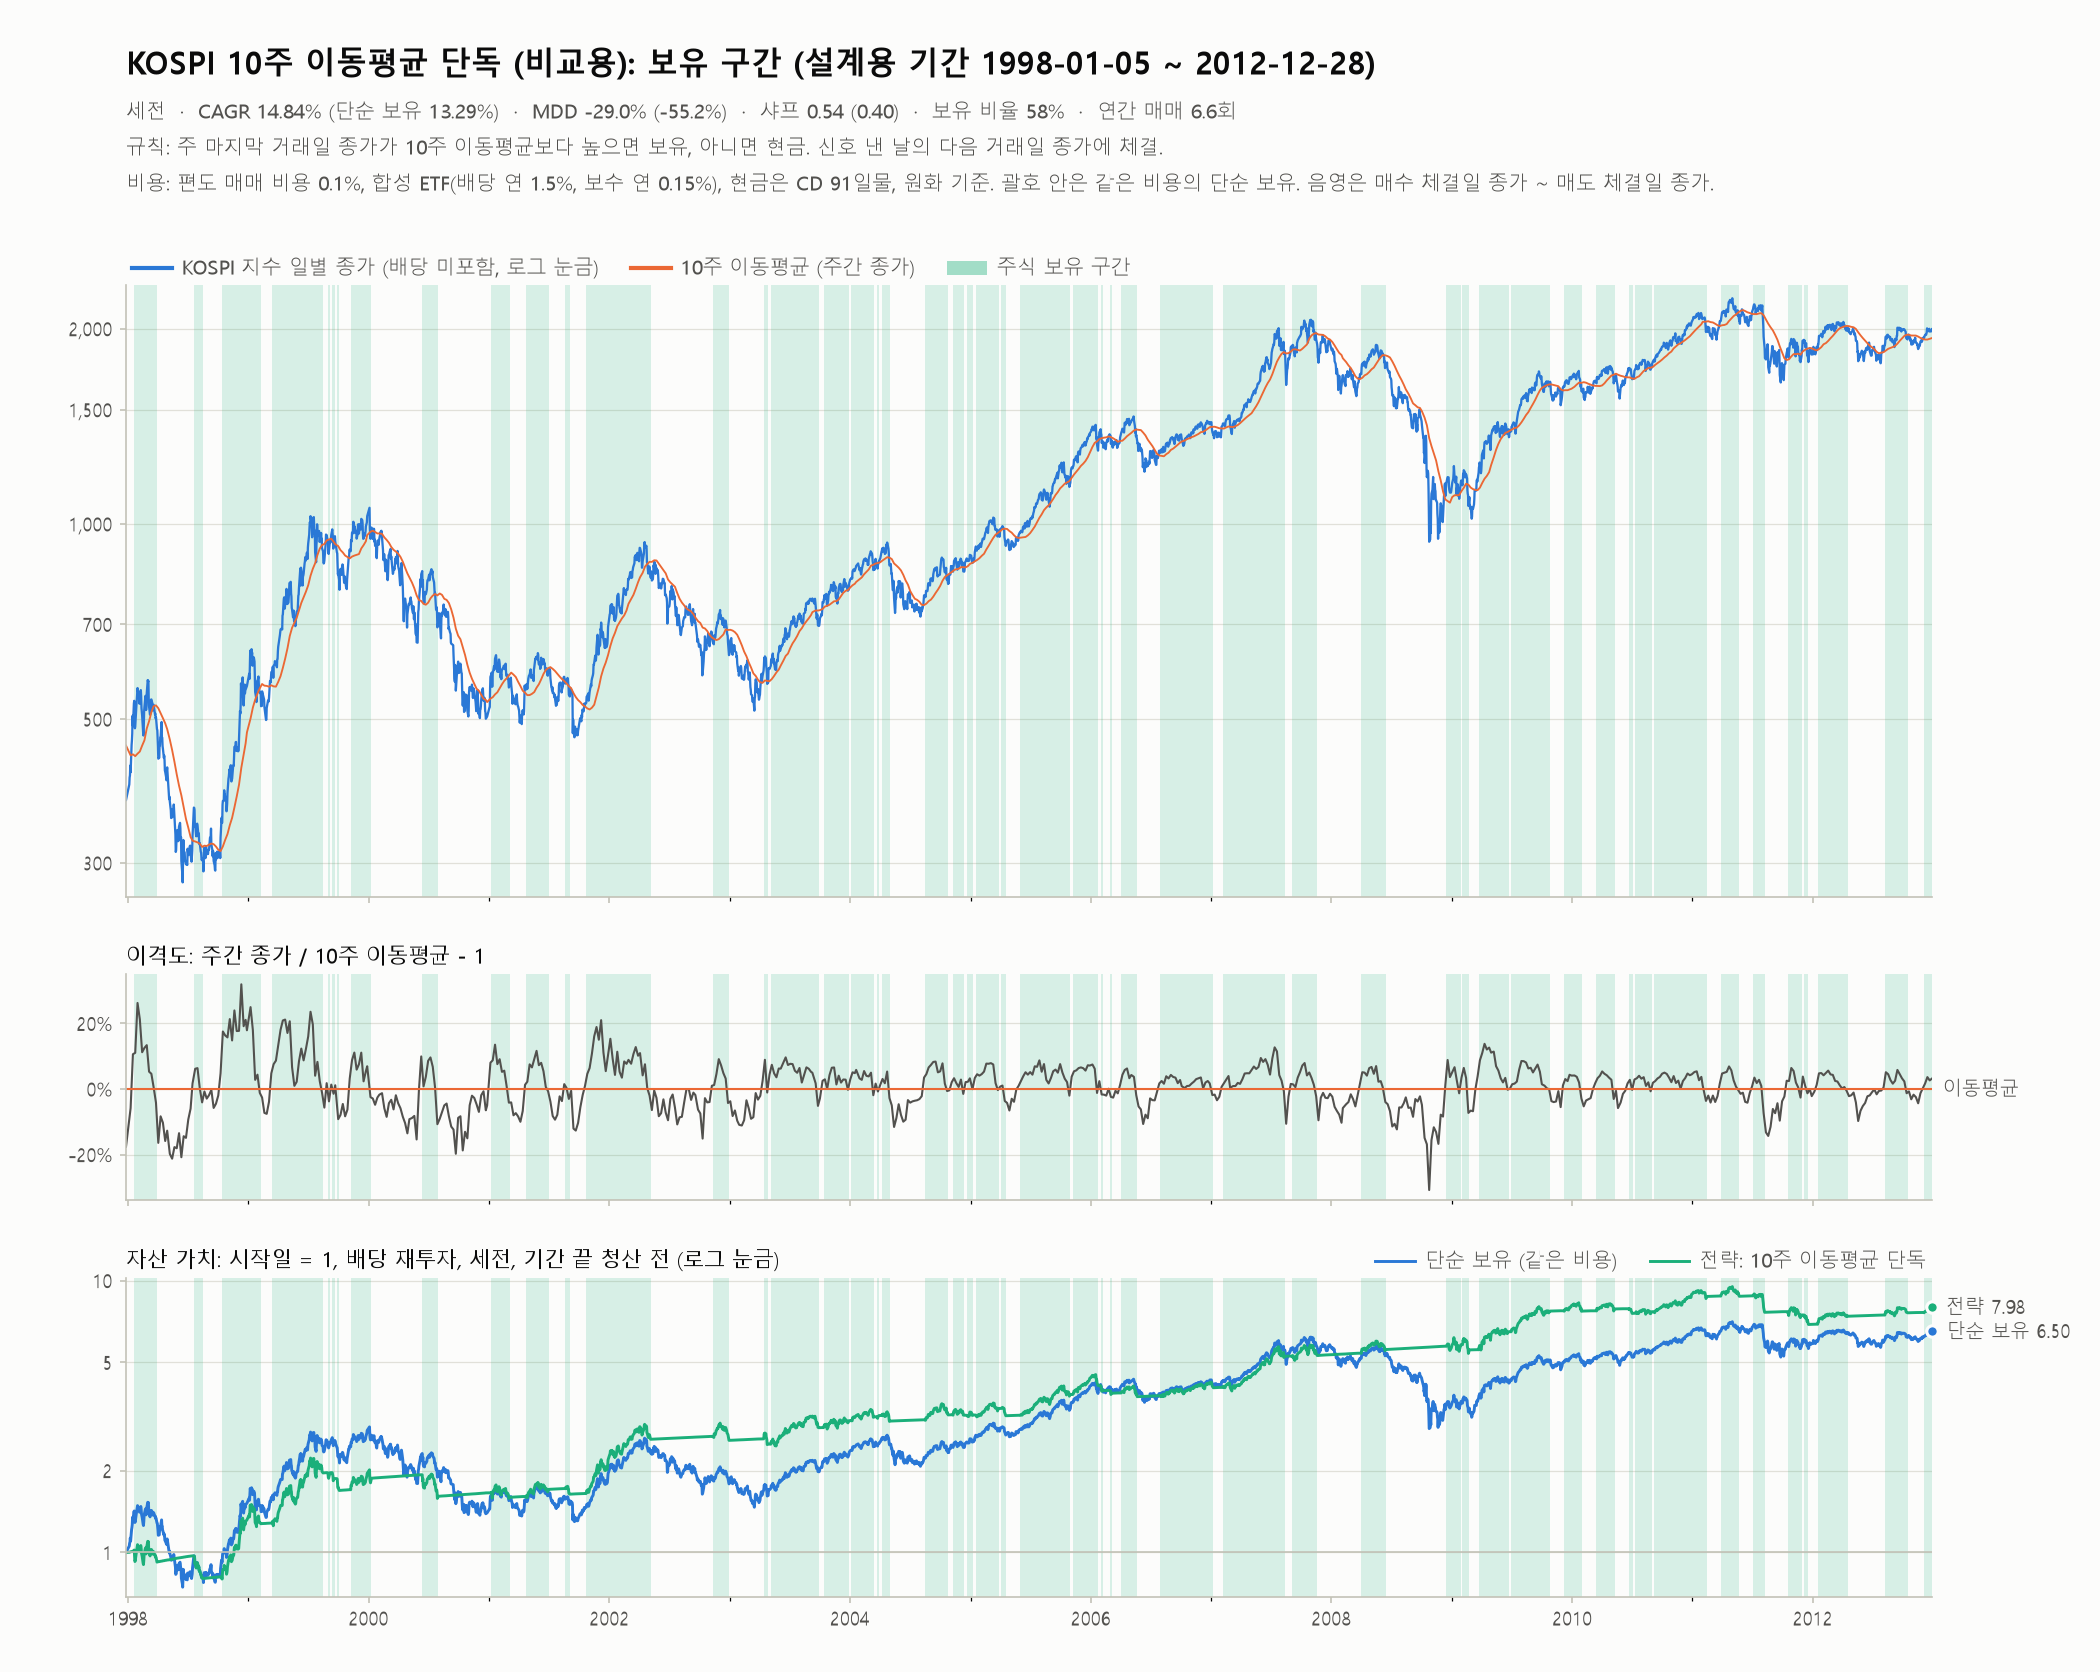 KOSPI 10주 이동평균 단독 (비교용): 보유 구간 (설계용 기간 1998-01-05 ~ 2012-12-28)
세전 · CAGR 14.84% (단순 보유 13.29%) · MDD -29.0% (-55.2%) · 샤프 0.54 (0.40) · 보유 비율 58% · 연간 매매 6.6회
규칙: 주 마지막 거래일 종가가 10주 이동평균보다 높으면 보유, 아니면 현금. 신호 낸 날의 다음 거래일 종가에 체결.
비용: 편도 매매 비용 0.1%, 합성 ETF(배당 연 1.5%, 보수 연 0.15%), 현금은 CD 91일물, 원화 기준. 괄호 안은 같은 비용의 단순 보유. 음영은 매수 체결일 종가 ~ 매도 체결일 종가.
KOSPI 지수 일별 종가 (배당 미포함, 로그 눈금) 10주 이동평균 (주간 종가) 주식 보유 구간
2,000
1,500
1,000
700
500
300
이격도: 주간 종가 / 10주 이동평균 - 1
20%
0%
이동평균
-20%
자산 가치: 시작일 = 1, 배당 재투자, 세전, 기간 끝 청산 전 (로그 눈금) 단순 보유 (같은 비용) 전략: 10주 이동평균 단독
10
전략 7.98
단순 보유 6.50
5
2
1
1998 2000 2002 2004 2006 2008 2010 2012